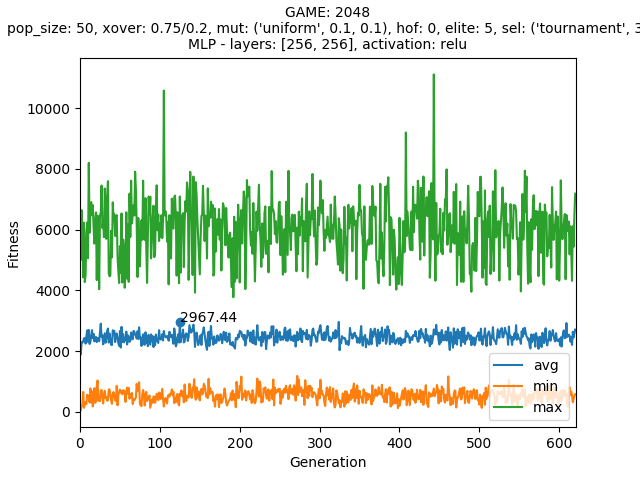 GAME: 2048
pop_size: 50, xover: 0.75/0.2, mut: ('uniform', 0.1, 0.1), hof: 0, elite: 5, sel: ('tournament', 3
MLP - layers: [256, 256], activation: relu
10000
8000
6000
4000
2000
0
Fitness
2967.44
avg
min
max
0 100 200 300 400 500 600
Generation